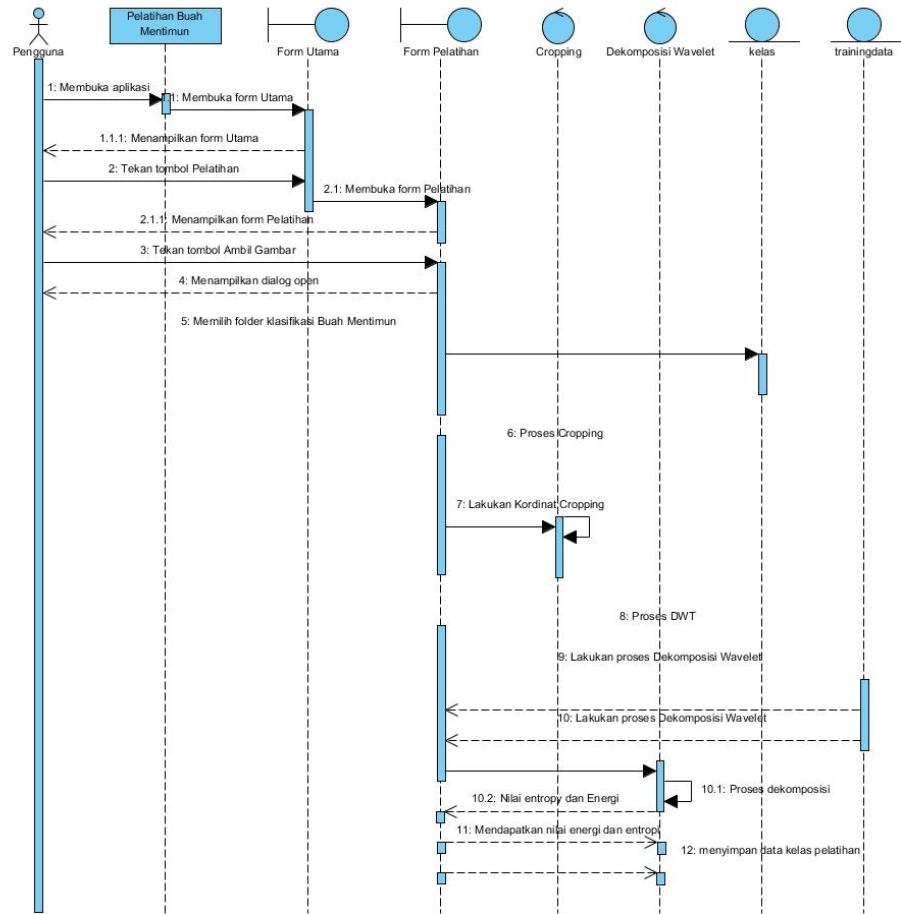 Pelatihan Buah
Mentimun
Pengguna
Form Utama
Form Pelatihan
Cropping
Dekomposisi Wavelet
kelas
trainingdata
1: Membuka aplikasi
1.1: Membuka form Utama
1.1.1: Menampilkan form Utama
2: Tekan tombol Pelatihan
2.1: Membuka form Pelatihan
2.1.1: Menampilkan form Pelatihan
3: Tekan tombol Ambil Gambar
4: Menampilkan dialog open
5: Memilih folder klasifikasi Buah Mentimun
6: Proses Cropping
7: Lakukan Kordinat Cropping
8: Proses DWT
9: Lakukan proses Dekomposisi Wavelet
10: Lakukan proses Dekomposisi Wavelet
10.1: Proses dekomposisi
10.2: Nilai entropy dan Energi
11: Mendapatkan nilai energi dan entropi
12: menyimpan data kelas pelatihan